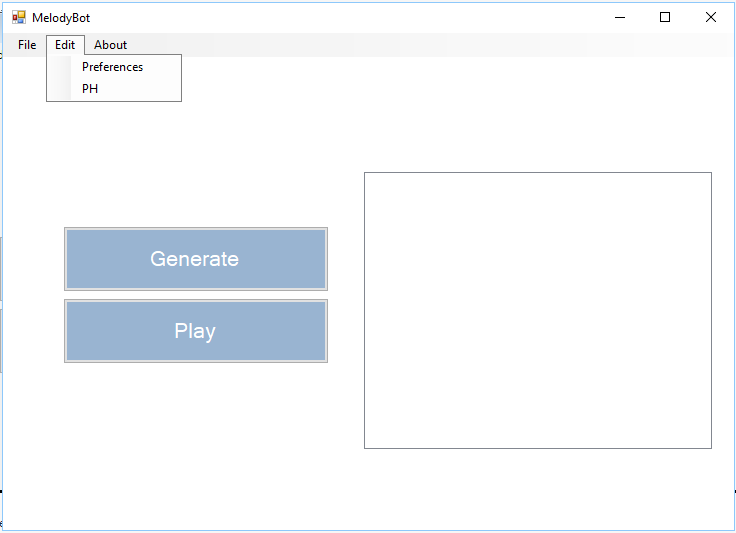 MelodyBot
File Edit About
Preferences
PH
Generate
Play